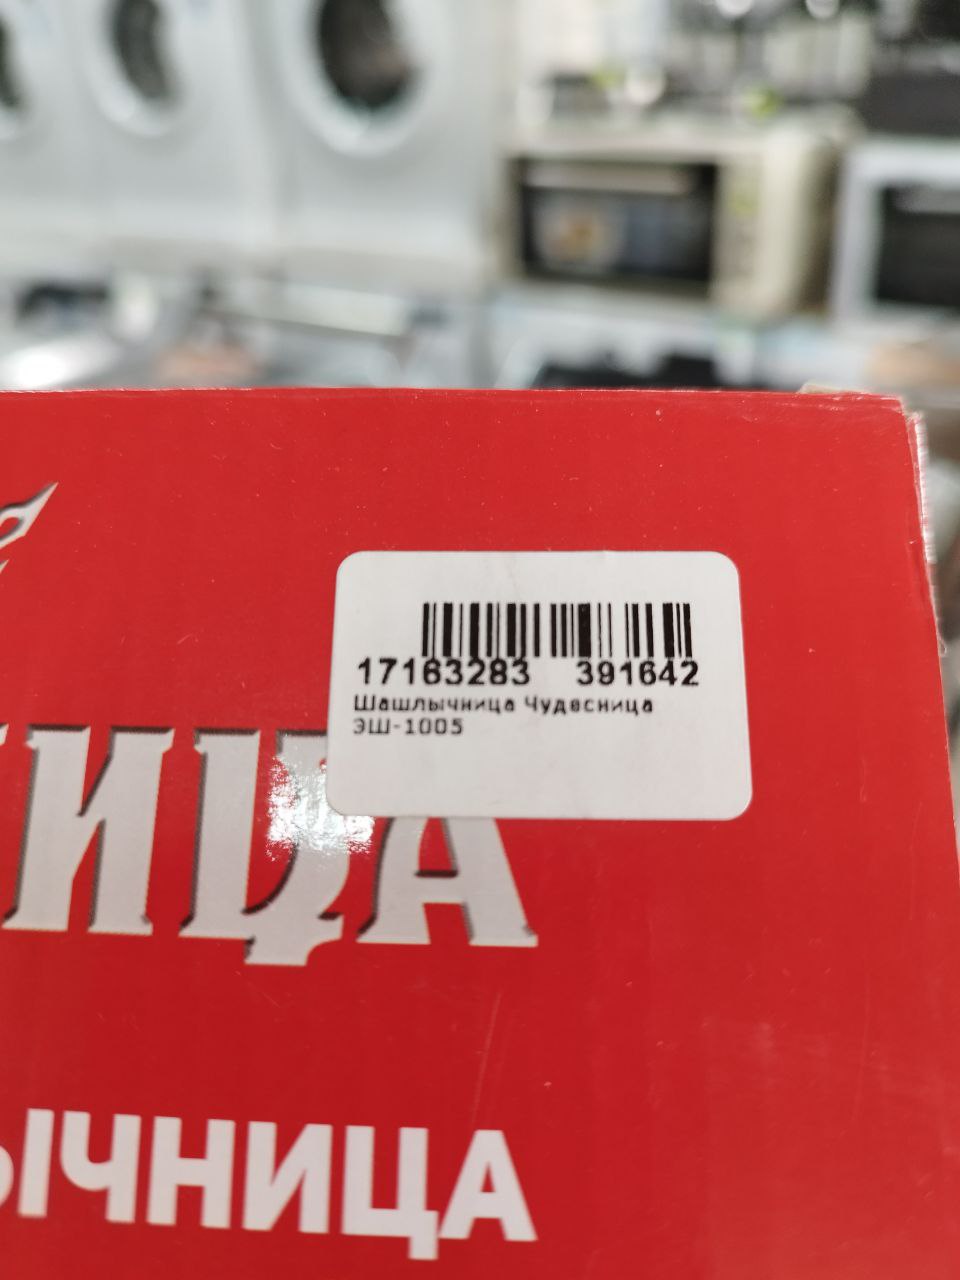 17163283 391642
Шашлычница Чудесница
ЭШ-1005
ИЦА
ЫЧНИЦА